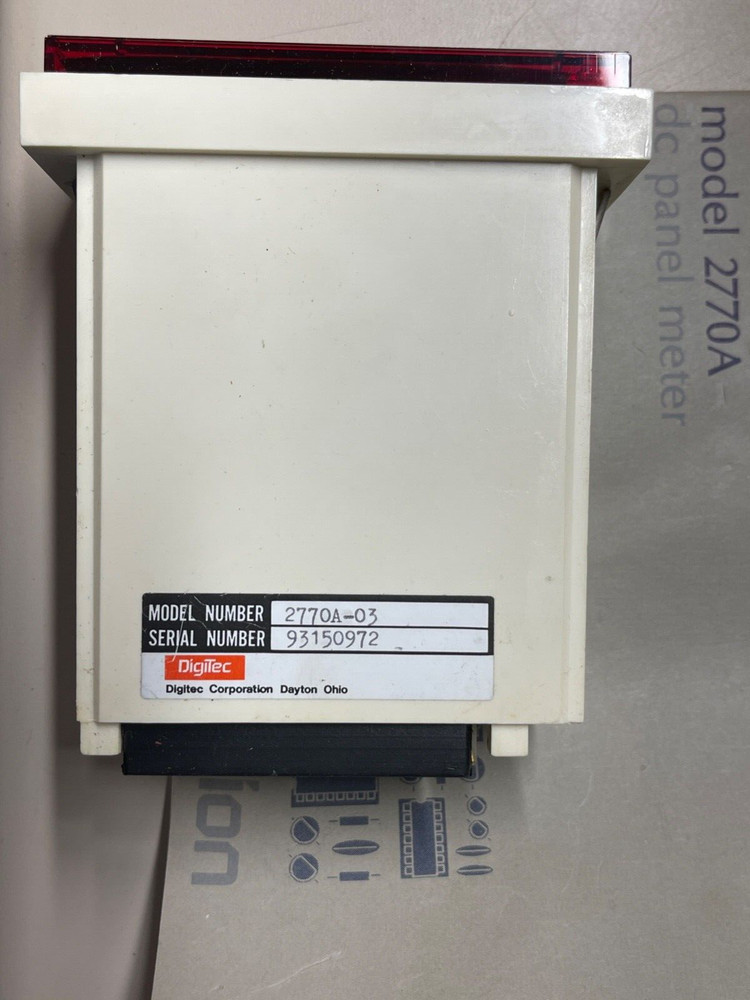 model 2770A
dc panel meter
MODEL NUMBER 2770A-03
SERIAL NUMBER 93150972
DigiTec
Digitec Corporation Dayton Ohio